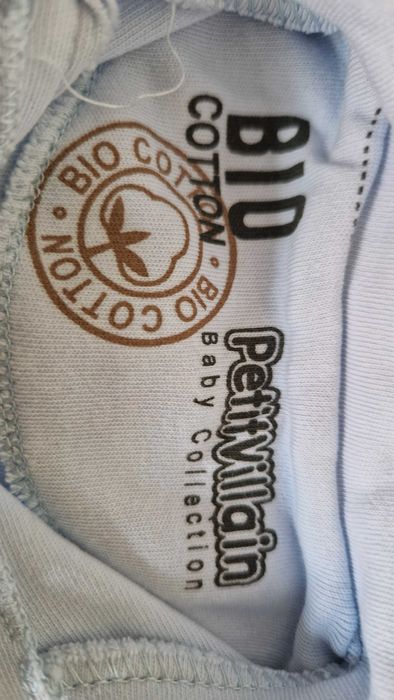 BIO
COTTON
BIO COTTON • BIO COTTON •
Petitvillain
Baby Collection